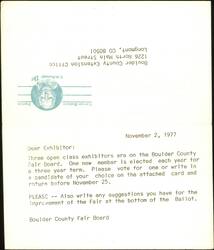 Boulder County Extension Office
1226 North Main Street
Longmont, CO 80501
November 2, 1977
Dear Exhibitor:
Three open class exhibitors are on the Boulder County
Fair Board. One new member is elected each year for
a three year term. Please vote for one or write in
a candidate of your choice on the attached card and
return before November 25.
PLEASE -- Also write any suggestions you have for the
improvement of the Fair at the bottom of the Ballot.
Boulder County Fair Board